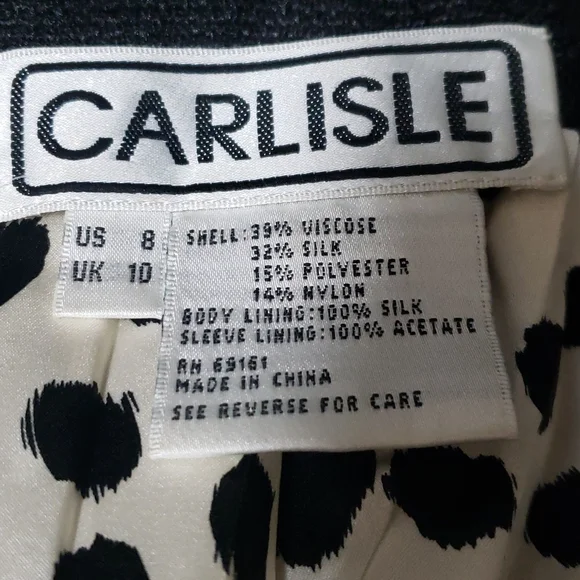 CARLISLE
US 8
UK 10
SHELL:39% VISCOSE
32% SILK
15% POLYESTER
14% NYLON
BODY LINING:100% SILK
SLEEVE LINING:100% ACETATE
RN 69161
MADE IN CHINA
SEE REVERSE FOR CARE